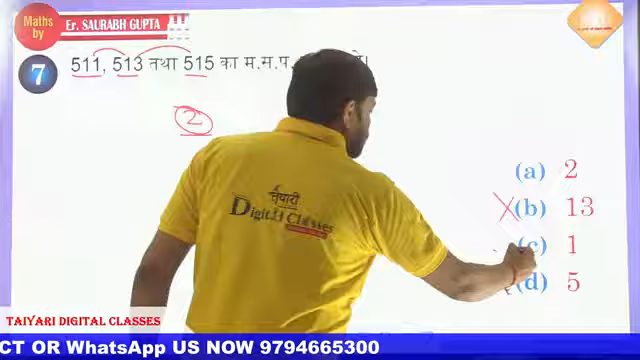 Maths by
Er. SAURABH GUPTA
7
511, 513 तथा 515 का म.स.प.
2
(a) 2
(b) 13
(c) 1
(d) 5
तैयारी
Digital Classes
TAIYARI DIGITAL CLASSES
CT OR WhatsApp US NOW 9794665300